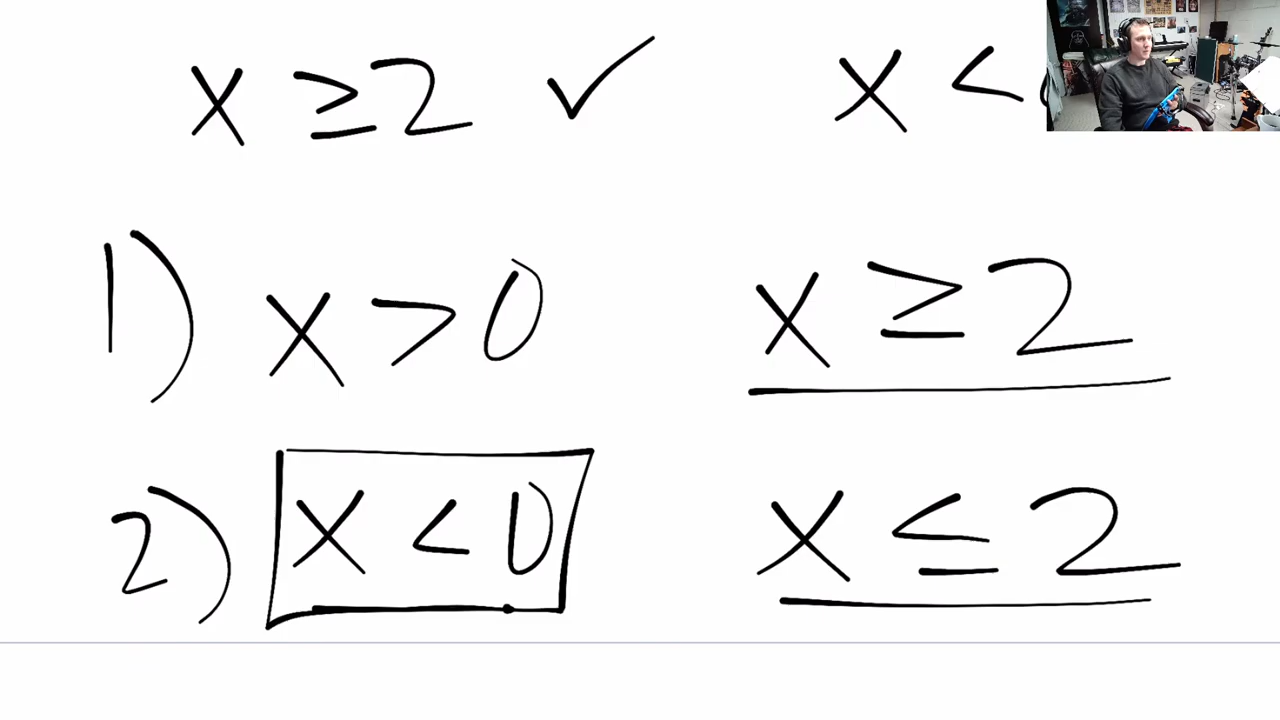 x ≥ 2 ✓ x <
1) x > 0 x ≥ 2
2) x < 0 x ≤ 2